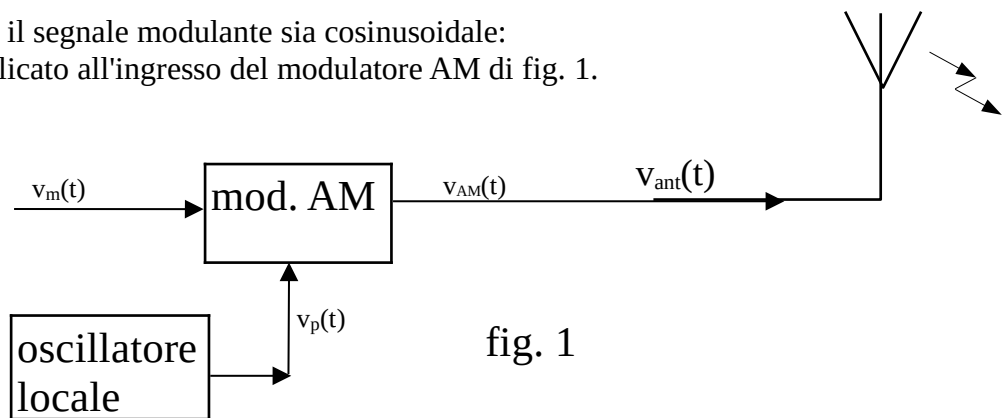 il segnale modulante sia cosinusoidale:
licato all'ingresso del modulatore AM di fig. 1.
vm(t)
mod. AM
vAM(t)
vant(t)
vp(t)
oscillatore
locale
fig. 1